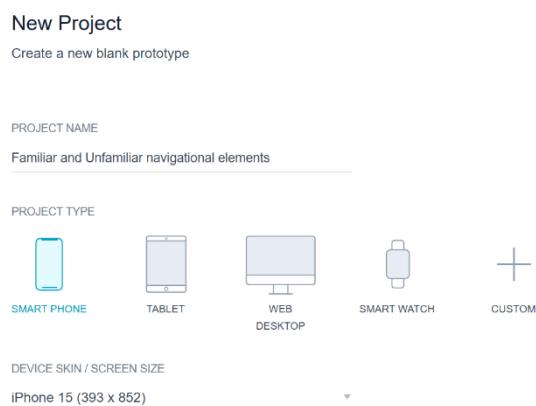 New Project
Create a new blank prototype
PROJECT NAME
Familiar and Unfamiliar navigational elements
PROJECT TYPE
SMART PHONE
TABLET
WEB
DESKTOP
SMART WATCH
CUSTOM
DEVICE SKIN / SCREEN SIZE
iPhone 15 (393 x 852)